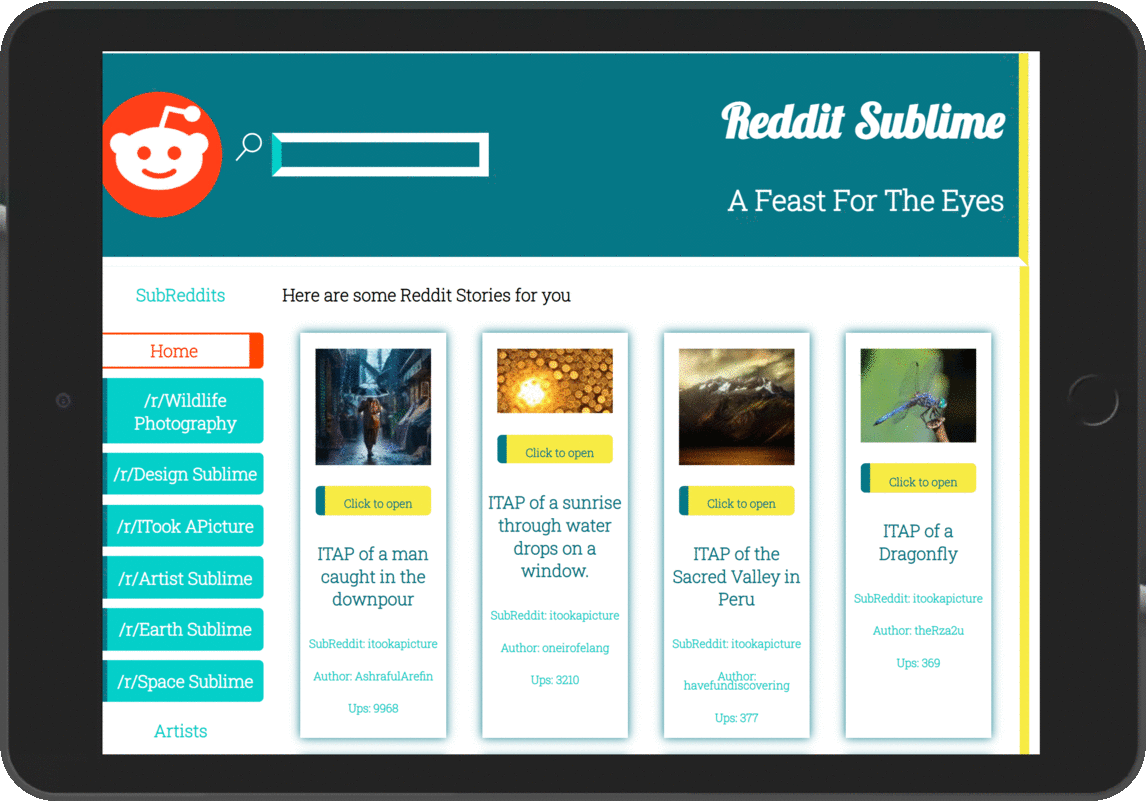 Reddit Sublime
A Feast For The Eyes
SubReddits
Home
/r/Wildlife
Photography
/r/Design Sublime
/r/ITook APicture
/r/Artist Sublime
/r/Earth Sublime
/r/Space Sublime
Artists
Here are some Reddit Stories for you
Click to open
ITAP of a man
caught in the
downpour
SubReddit: itookapicture
Author: AshrafulArefin
Ups: 9968
Click to open
ITAP of a sunrise
through water
drops on a
window.
SubReddit: itookapicture
Author: oneirofelang
Ups: 3210
Click to open
ITAP of the
Sacred Valley in
Peru
SubReddit: itookapicture
Author:
havefundiscovering
Ups: 377
Click to open
ITAP of a
Dragonfly
SubReddit: itookapicture
Author: theRza2u
Ups: 369